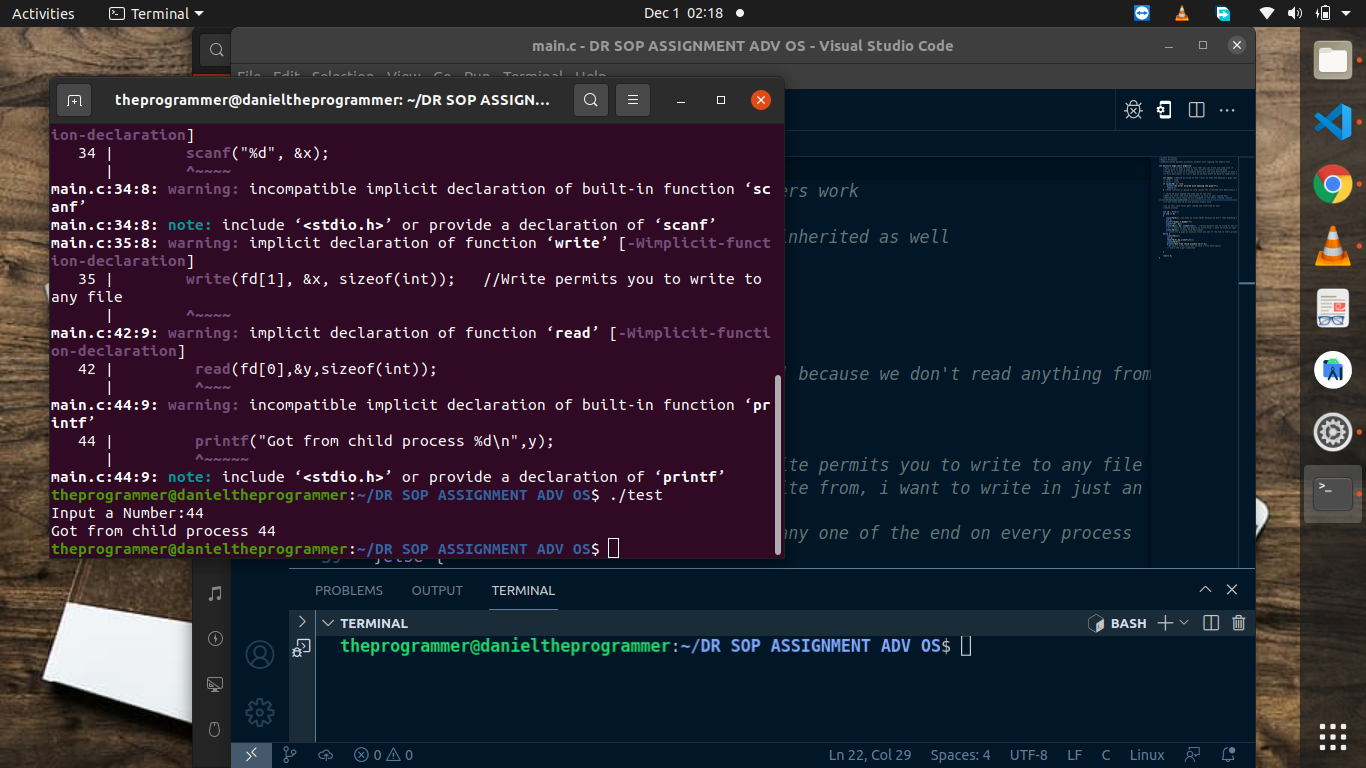 Activities
Terminal
Dec 1 02:18
main.c - DR SOP ASSIGNMENT ADV OS - Visual Studio Code
File Edit Selection View Go Run Terminal Help
theprogrammer@danieltheprogrammer: ~/DR SOP ASSIGN...
ion-declaration]
34 | scanf("%d", &x);
| ^~~~~
main.c:34:8: warning: incompatible implicit declaration of built-in function ‘sc
anf’
main.c:34:8: note: include ‘<stdio.h>’ or provide a declaration of ‘scanf’
main.c:35:8: warning: implicit declaration of function ‘write’ [-Wimplicit-funct
ion-declaration]
35 | write(fd[1], &x, sizeof(int)); //Write permits you to write to
any file
| ^~~~~
main.c:42:9: warning: implicit declaration of function ‘read’ [-Wimplicit-functi
on-declaration]
42 | read(fd[0],&y,sizeof(int));
| ^~~~
main.c:44:9: warning: incompatible implicit declaration of built-in function ‘pr
intf’
44 | printf("Got from child process %d\n",y);
| ^~~~~~
main.c:44:9: note: include ‘<stdio.h>’ or provide a declaration of ‘printf’
theprogrammer@danieltheprogrammer:~/DR SOP ASSIGNMENT ADV OS$ ./test
Input a Number:44
Got from child process 44
theprogrammer@danieltheprogrammer:~/DR SOP ASSIGNMENT ADV OS$
ers work
inherited as well
because we don't read anything from
ite permits you to write to any file
ite from, i want to write in just an
any one of the end on every process
}else {
PROBLEMS OUTPUT TERMINAL
TERMINAL
BASH
theprogrammer@danieltheprogrammer:~/DR SOP ASSIGNMENT ADV OS$
0 0
Ln 22, Col 29 Spaces: 4 UTF-8 LF C Linux